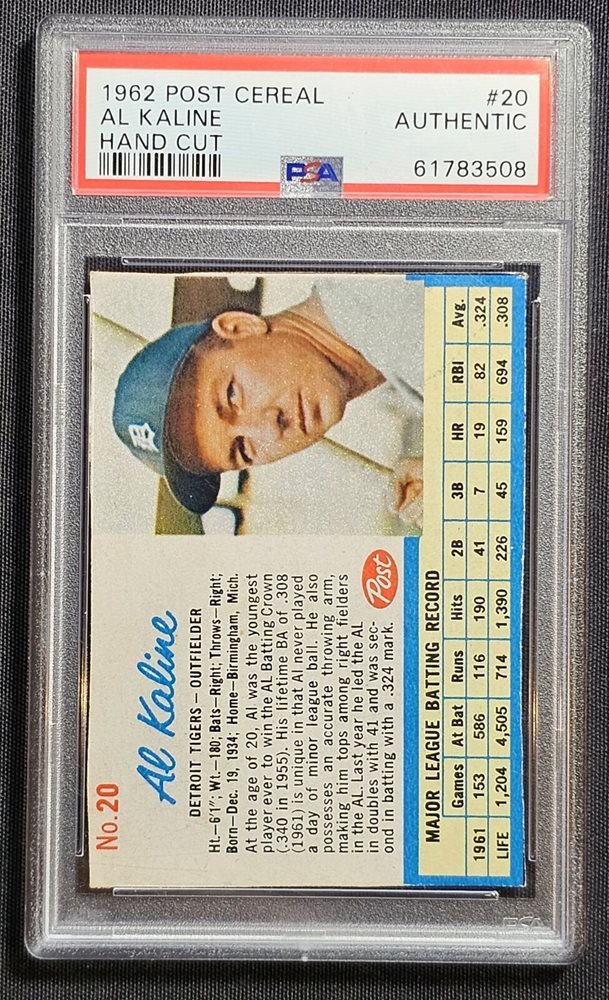 1962 POST CEREAL #20
AL KALINE AUTHENTIC
HAND CUT
PSA 61783508
No. 20
Al Kaline
DETROIT TIGERS — OUTFIELDER
Ht.—6'1"; Wt.—180; Bats—Right; Throws—Right;
Born—Dec. 19, 1934; Home—Birmingham, Mich.
At the age of 20, Al was the youngest
player ever to win the AL Batting Crown
(.340 in 1955). His lifetime BA of .308
(1961) is unique in that Al never played
a day of minor league ball. He also
possesses an accurate throwing arm,
making him tops among right fielders
in the AL. Last year he led the AL
in doubles with 41 and was sec-
ond in batting with a .324 mark.
Post
MAJOR LEAGUE BATTING RECORD
Games At Bat Runs Hits 2B 3B HR RBI Avg.
1961 153 586 116 190 41 7 19 82 .324
LIFE 1,204 4,505 714 1,390 226 45 159 694 .308
PSA